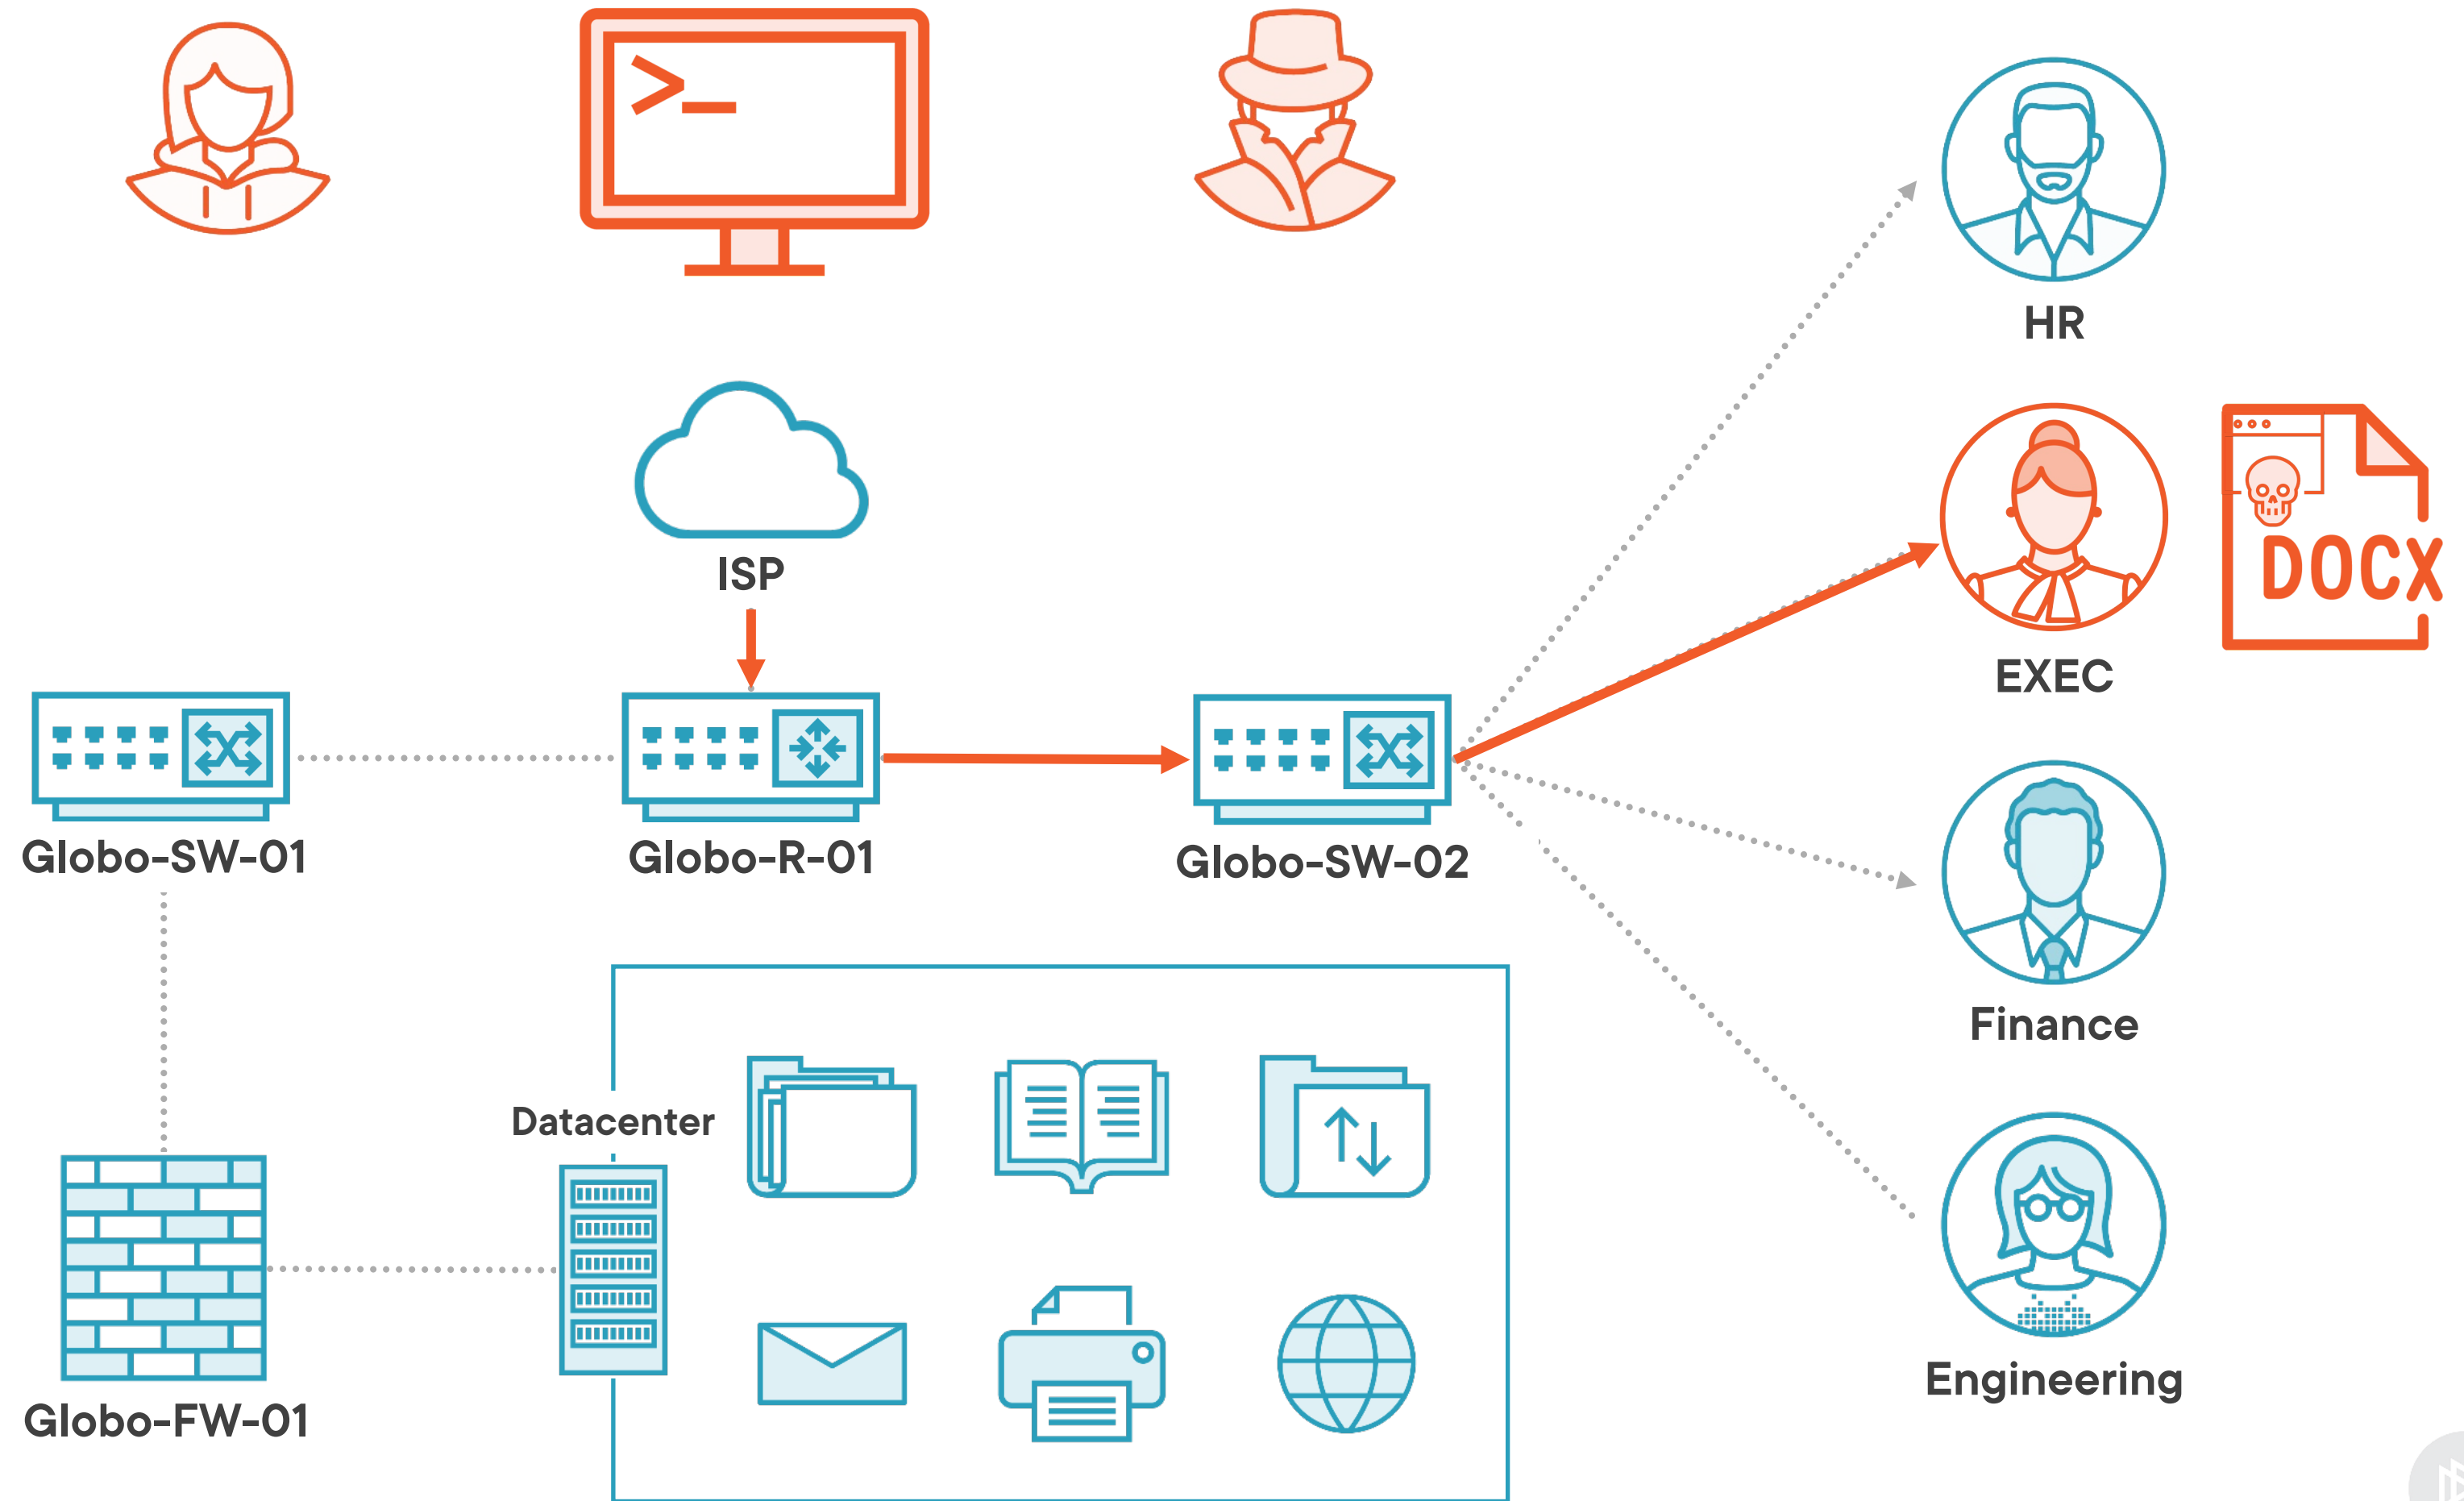 >_
HR
ISP
EXEC
DOCX
Globo-SW-01
Globo-R-01
Globo-SW-02
Finance
Datacenter
Engineering
Globo-FW-01